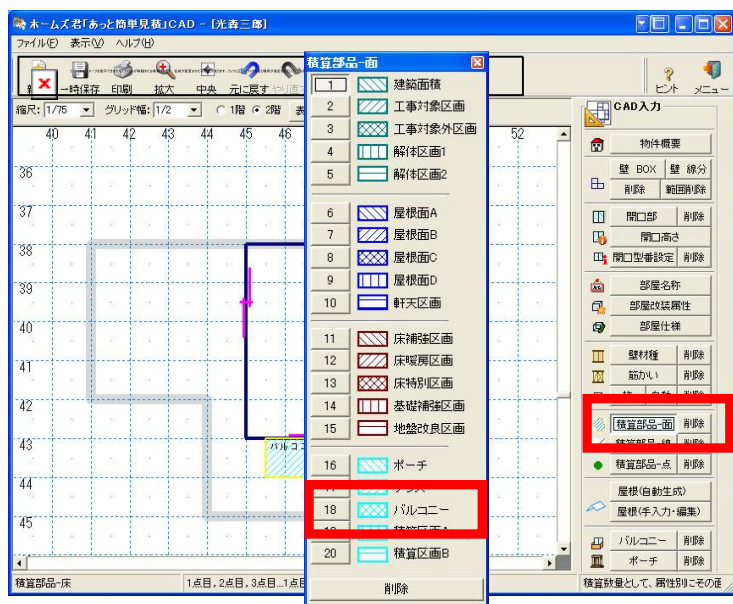 ホームズ君「あっと簡単見積」CAD - [光森三郎]
ファイル(F) 表示(V) ヘルプ(H)
一時保存 印刷 拡大 中央 元に戻す やり直す ヒント メニュー
縮尺: 1/75 グリッド幅: 1/2 1階 2階
40 41 42 43 44 45 46 52
36
37
38
39
40
41
42
43
44
45
積算部品-面
1 建築面積
2 工事対象区画
3 工事対象外区画
4 解体区画1
5 解体区画2
6 屋根面A
7 屋根面B
8 屋根面C
9 屋根面D
10 軒天区画
11 床補強区画
12 床暖房区画
13 床特別区画
14 基礎補強区画
15 地盤改良区画
16 ポーチ
18 バルコニー
20 積算区画B
削除
CAD入力
物件概要
壁 BOX 壁 線分
削除 範囲削除
開口部 削除
開口高さ
開口型番設定 削除
部屋名称
部屋改装属性
部屋仕様
壁材種 削除
筋かい 削除
積算部品-面 削除
積算部品-線 削除
積算部品-点 削除
屋根(自動生成)
屋根(手入力・編集)
バルコニー 削除
ポーチ 削除
積算部品-床 1点目,2点目,3点目...1点目
積算数量として、属性別にその面